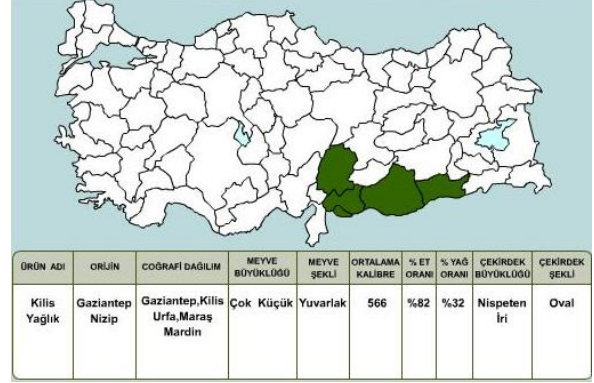 ÜRÜN ADI
ORİJİN
COĞRAFİ DAĞILIM
MEYVE
BÜYÜKLÜĞÜ
MEYVE
ŞEKLİ
ORTALAMA
KALİBRE
% ET
ORANI
% YAĞ
ORANI
ÇEKİRDEK
BÜYÜKLÜĞÜ
ÇEKİRDEK
ŞEKLİ
Kilis
Yağlık
Gaziantep
Nizip
Gaziantep,Kilis
Urfa,Maraş
Mardin
Çok Küçük
Yuvarlak
566
%82
%32
Nispeten
İri
Oval